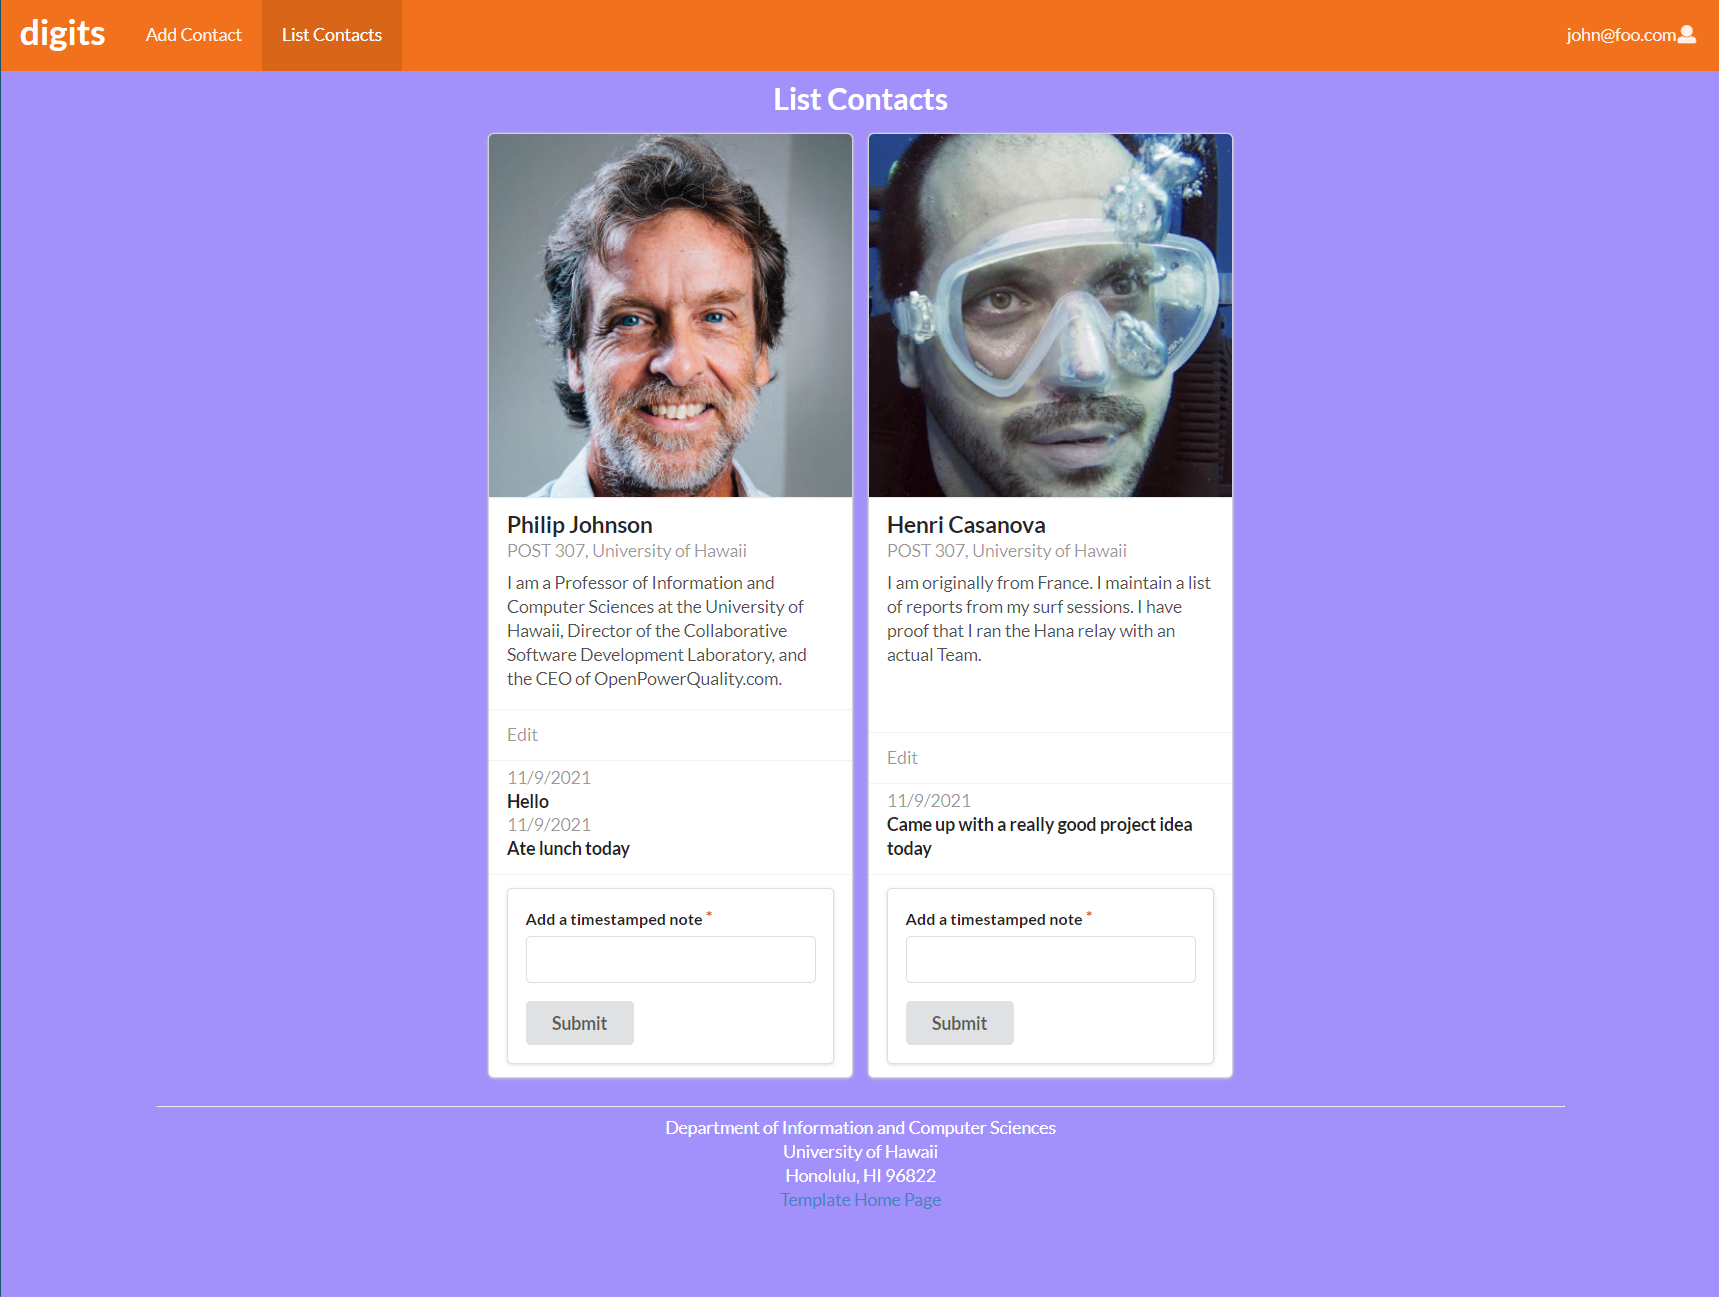 digits
Add Contact
List Contacts
john@foo.com
List Contacts
Philip Johnson
POST 307, University of Hawaii
I am a Professor of Information and
Computer Sciences at the University of
Hawaii, Director of the Collaborative
Software Development Laboratory, and
the CEO of OpenPowerQuality.com.
Edit
11/9/2021
Hello
11/9/2021
Ate lunch today
Add a timestamped note *
Submit
Henri Casanova
POST 307, University of Hawaii
I am originally from France. I maintain a list
of reports from my surf sessions. I have
proof that I ran the Hana relay with an
actual Team.
Edit
11/9/2021
Came up with a really good project idea
today
Add a timestamped note *
Submit
Department of Information and Computer Sciences
University of Hawaii
Honolulu, HI 96822
Template Home Page